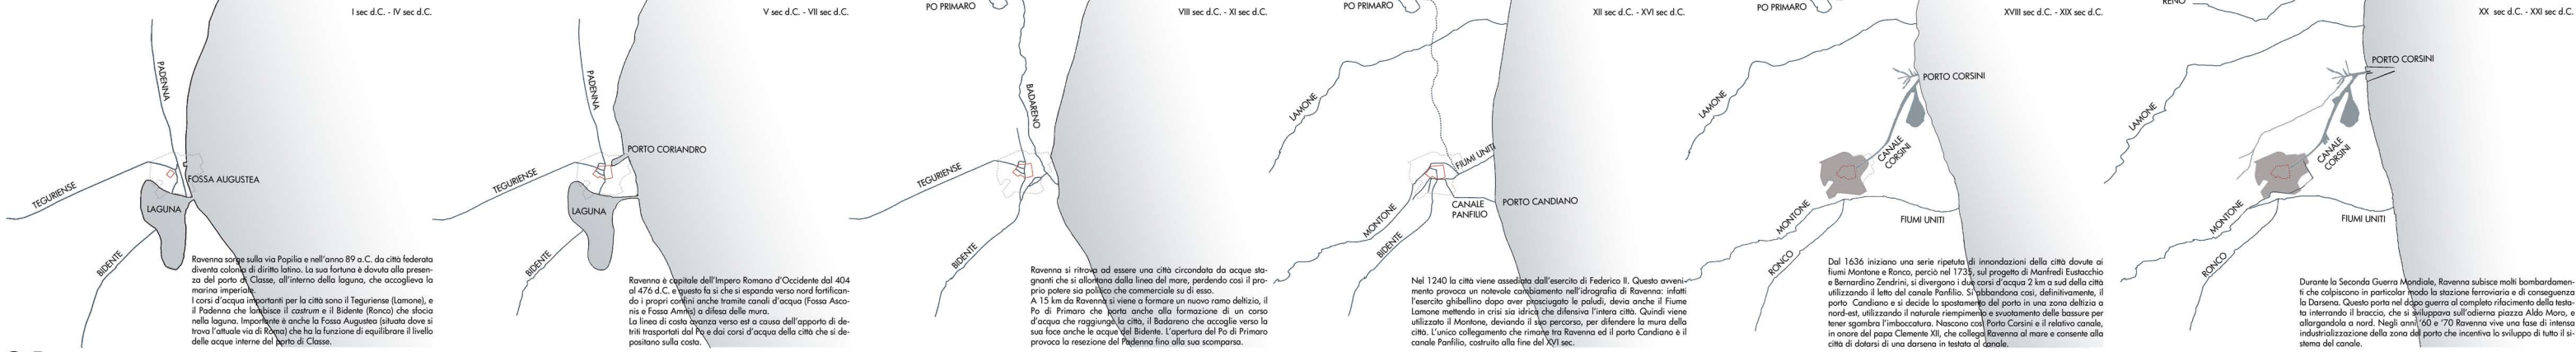 I sec d.C. - IV sec d.C.
PADENNA
FOSSA AUGUSTEA
TEGURIENSE
LAGUNA
BIDENTE
Ravenna sorge sulla via Popilia e nell'anno 89 a.C. da città federata
diventa colonia di diritto latino. La sua fortuna è dovuta alla presen-
za del porto di Classe, all'interno della laguna, che accoglieva la
marina imperiale.
I corsi d'acqua importanti per la città sono il Teguriense (Lamone), e
il Padenna che lambisce il castrum e il Bidente (Ronco) che sfocia
nella laguna. Importante è anche la Fossa Augustea (situata dove si
trova l'attuale via di Roma) che ha la funzione di equilibrare il livello
delle acque interne del porto di Classe.
V sec d.C. - VII sec d.C.
PADENNA
PORTO CORIANDRO
TEGURIENSE
LAGUNA
BIDENTE
Ravenna è capitale dell'Impero Romano d'Occidente dal 404
al 476 d.C. e questo fa sì che si espanda verso nord fortifican-
do i propri confini anche tramite canali d'acqua (Fossa Asco-
nis e Fossa Amnis) a difesa delle mura.
La linea di costa avanza verso est a causa dell'apporto de-
triti trasportati dal Po e dai corsi d'acqua della città che si de-
positano sulla costa.
PO PRIMARO
VIII sec d.C. - XI sec d.C.
BADARENO
TEGURIENSE
BIDENTE
Ravenna si ritrova ad essere una città circondata da acque sta-
gnanti che si allontana dalla linea del mare, perdendo così il pro-
prio potere sia politico che commerciale su di esso.
A 15 km da Ravenna si viene a formare un nuovo ramo deltizio, il
Po di Primaro che porta anche alla formazione di un corso
d'acqua che raggiunge la città, il Badoreno che accoglie verso la
sua foce anche le acque del Bidente. L'apertura del Po di Primaro
provoca la resezione del Padenna fino alla sua scomparsa.
PO PRIMARO
XII sec d.C. - XVI sec d.C.
LAMONE
FIUMI UNITI
CANALE
PANFILIO
PORTO CANDIANO
MONTONE
BIDENTE
Nel 1240 la città viene assediata dall'esercito di Federico II. Questo avveni-
mento provoca un notevole cambiamento nell'idrografia di Ravenna: infatti
l'esercito ghibellino dopo aver prosciugato le paludi, devia anche il Fiume
Lamone mettendo in crisi sia idrica che difensiva l'intera città. Quindi viene
utilizzato il Montone, deviando il suo percorso, per difendere la mura della
città. L'unico collegamento che rimane tra Ravenna ed il porto Candiano è il
canale Panfilio, costruito alla fine del XVI sec.
PO PRIMARO
XVIII sec d.C. - XIX sec d.C.
PORTO CORSINI
LAMONE
CANALE
CORSINI
MONTONE
FIUMI UNITI
RONCO
Dal 1636 iniziano una serie ripetuta di innondazioni della città dovute ai
fiumi Montone e Ronco, perciò nel 1735, sul progetto di Manfredi Eustacchio
e Bernardino Zendrini, si divergono i due corsi d'acqua 2 km a sud della città
utilizzando il letto del canale Panfilio. Si abbandona così, definitivamente, il
porto Candiano e si decide lo spostamento del porto in una zona deltizia a
nord-est, utilizzando il naturale riempimento e svuotamento delle bassure per
tener sgombro l'imboccatura. Nascono così Porto Corsini e il relativo canale,
in onore del papa Clemente XII, che collega Ravenna al mare e consente alla
città di dotarsi di una darsena in testata al canale.
RENO
XX sec d.C. - XXI sec d.C.
PORTO CORSINI
LAMONE
CANALE
CORSINI
MONTONE
FIUMI UNITI
RONCO
Durante la Seconda Guerra Mondiale, Ravenna subisce molti bombardamen-
ti che colpiscono in particolar modo la stazione ferroviaria e di conseguenza
la Darsena. Questo porta nel dopo guerra al completo rifacimento della testa-
ta interrando il braccio, che si sviluppava sull'odierna piazza Aldo Moro, e
allargandola a nord. Negli anni '60 e '70 Ravenna vive una fase di intensa
industrializzazione della zona del porto che incentiva lo sviluppo di tutto il si-
stema del canale.